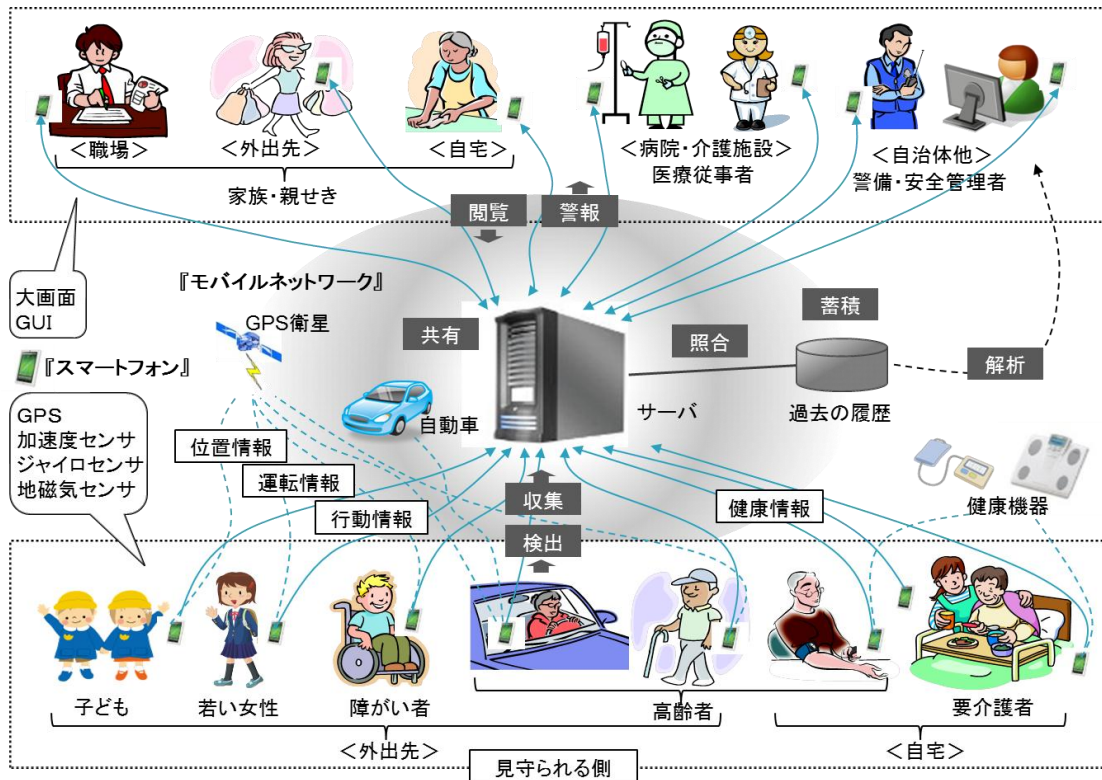 ＜職場＞
＜外出先＞
＜自宅＞
家族・親せき
＜病院・介護施設＞
医療従事者
＜自治体他＞
警備・安全管理者
閲覧
警報
大画面
GUI
『モバイルネットワーク』
GPS衛星
共有
照合
蓄積
解析
『スマートフォン』
自動車
サーバ
過去の履歴
GPS
加速度センサ
ジャイロセンサ
地磁気センサ
位置情報
運転情報
行動情報
収集
検出
健康情報
健康機器
子ども
若い女性
障がい者
高齢者
要介護者
＜外出先＞
＜自宅＞
見守られる側